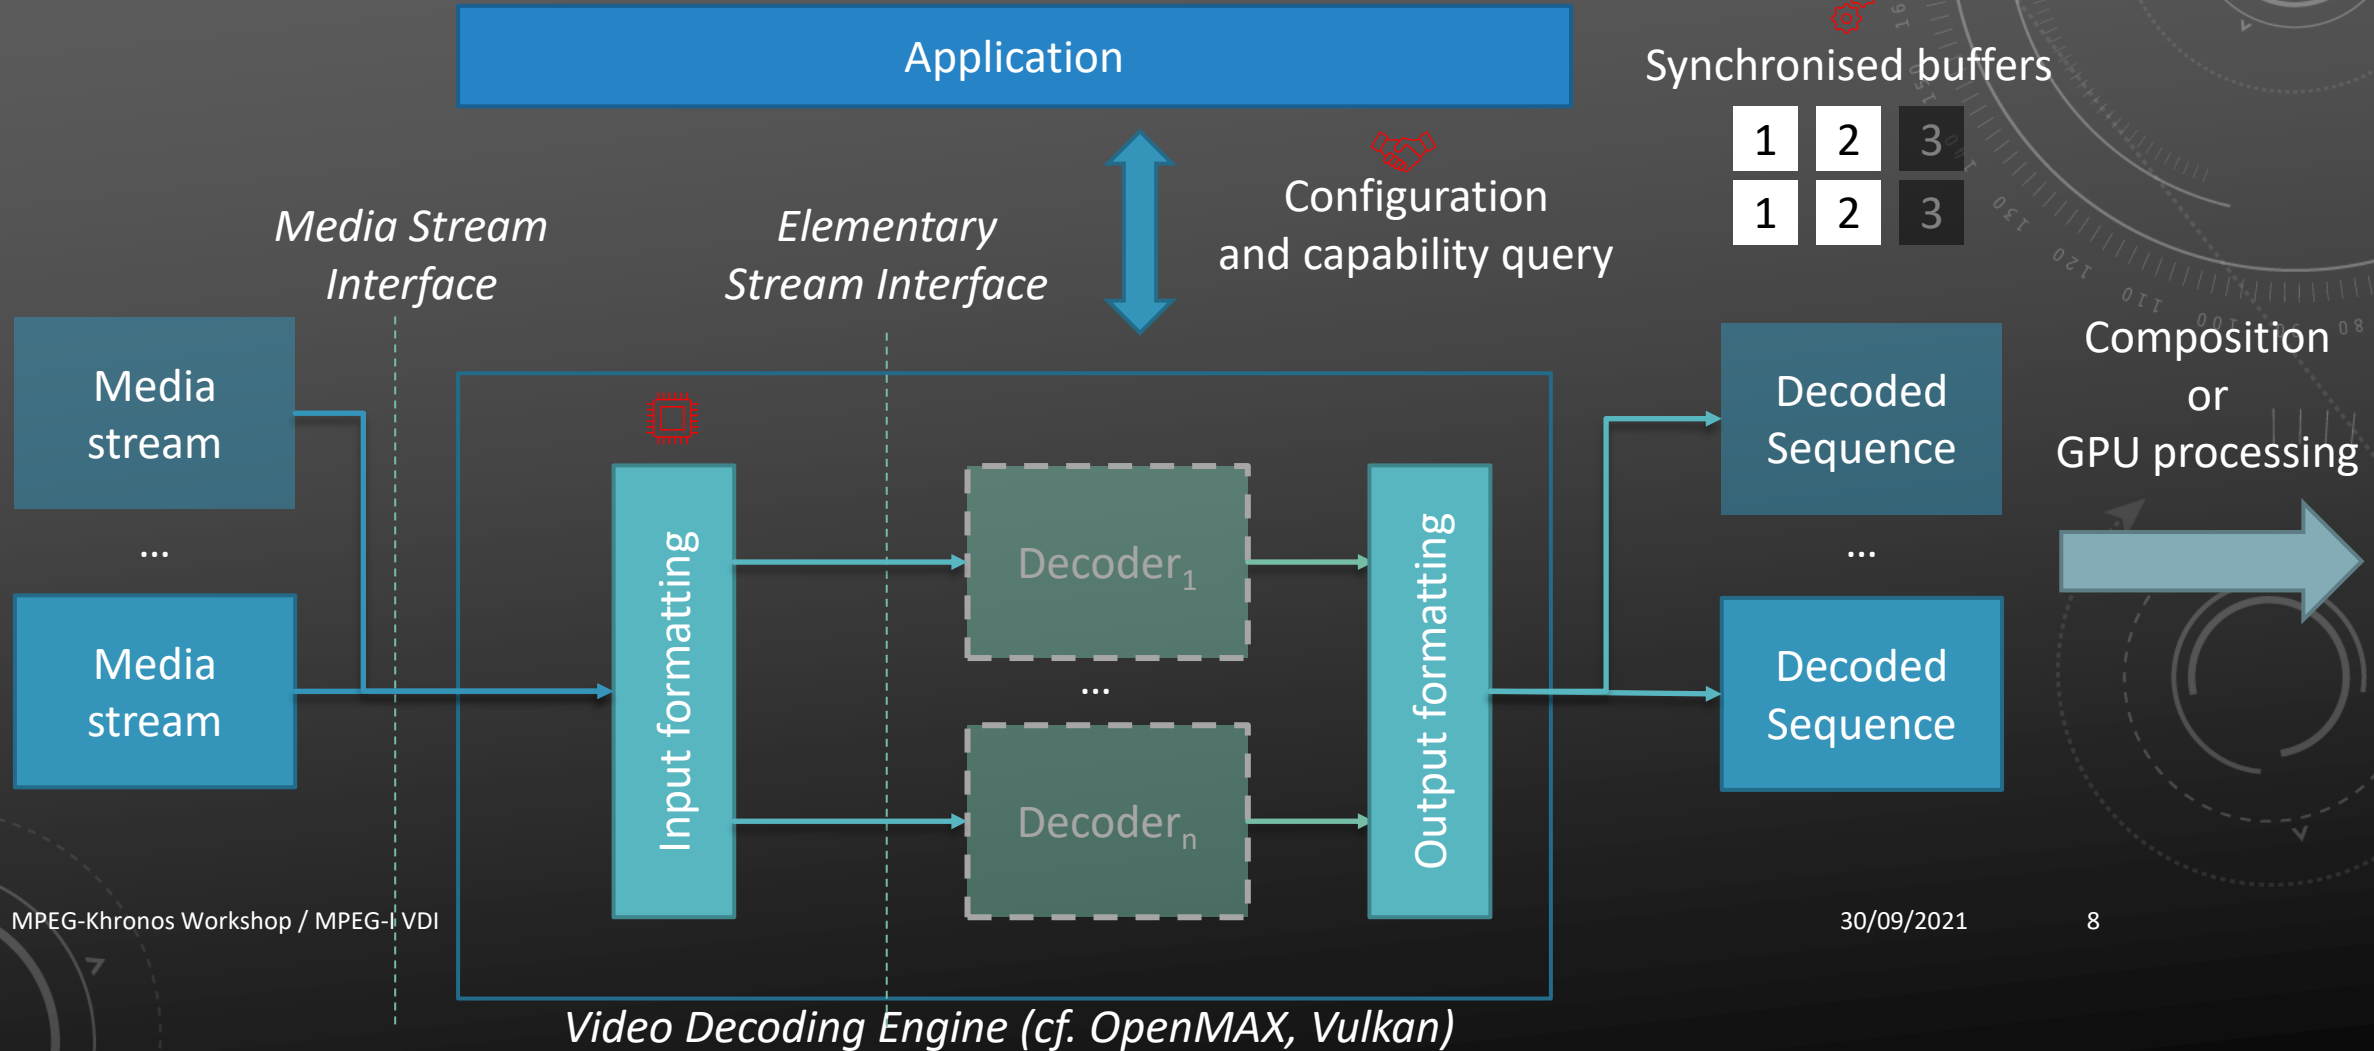 Application
Synchronised buffers
1 2 3
1 2 3
Configuration
and capability query
Media Stream
Interface
Elementary
Stream Interface
Media
stream
...
Media
stream
Input formatting
Decoder1
...
Decodern
Output formatting
Decoded
Sequence
...
Decoded
Sequence
Composition
or
GPU processing
MPEG-Khronos Workshop / MPEG-I VDI
30/09/2021
8
Video Decoding Engine (cf. OpenMAX, Vulkan)